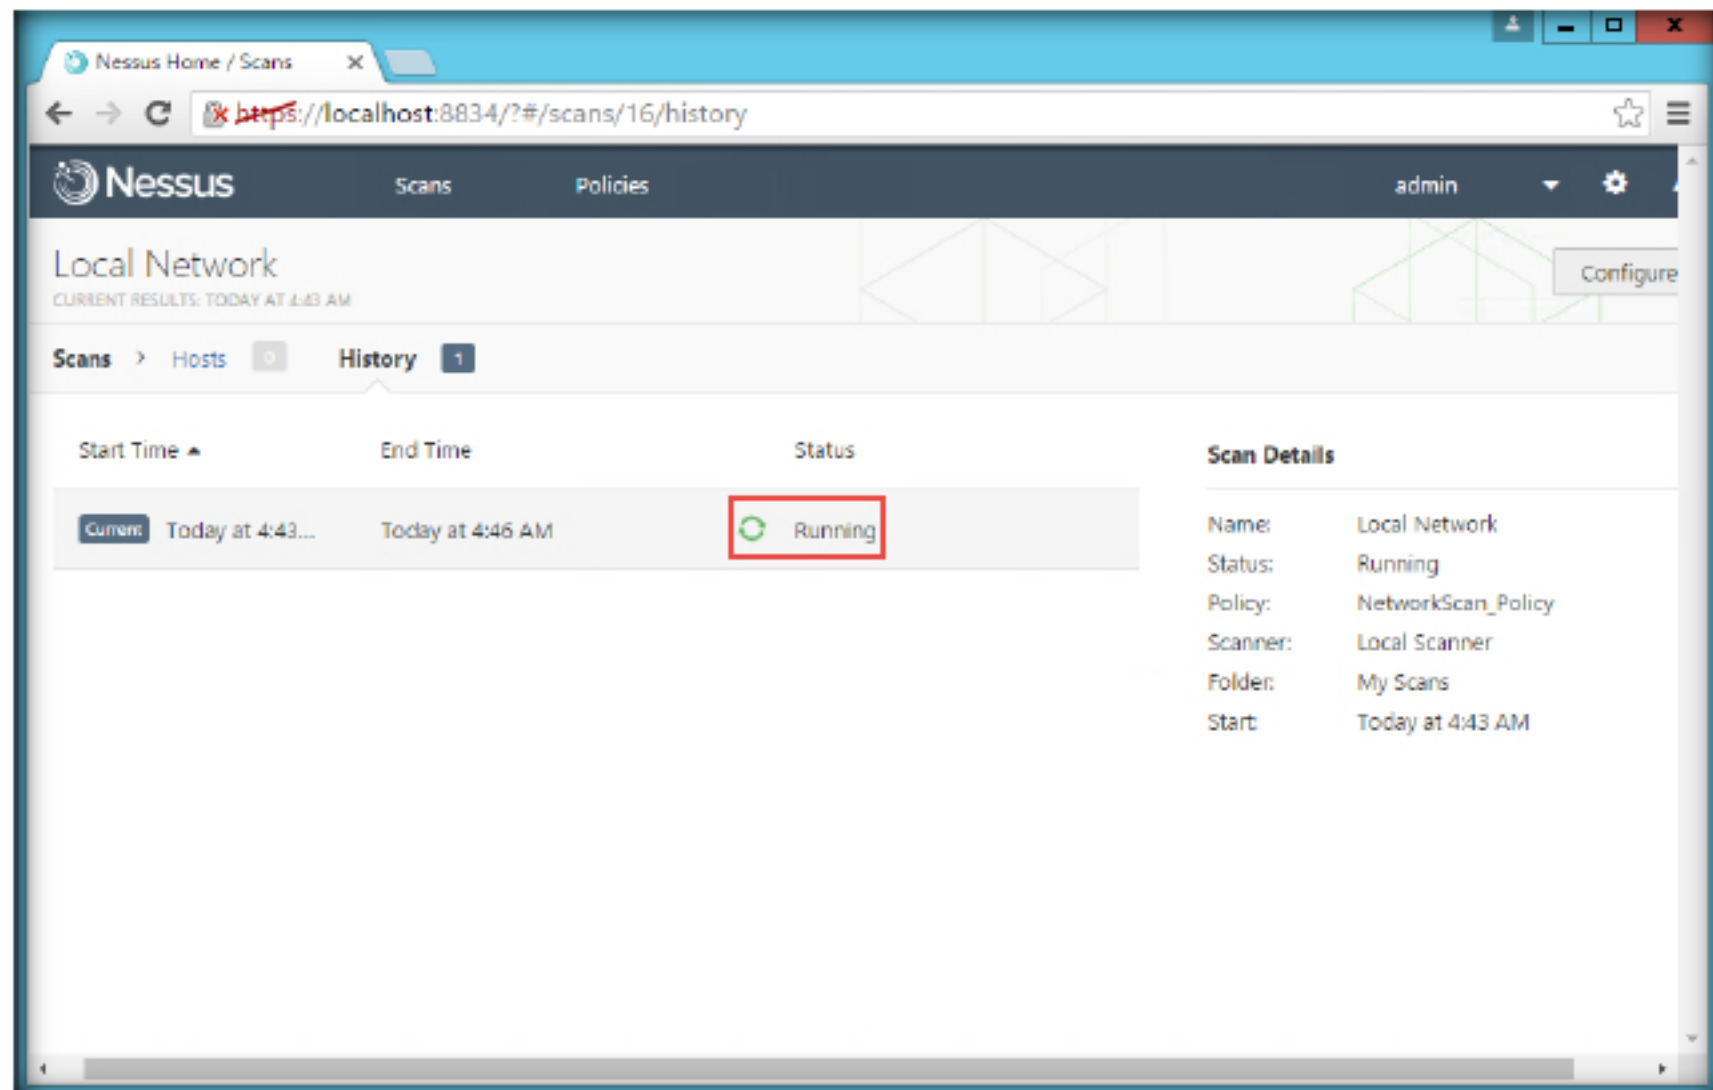 Nessus Home / Scans
https://localhost:8834/?#/scans/16/history
Nessus Scans Policies admin
Local Network
Configure
CURRENT RESULTS: TODAY AT 4:43 AM
Scans > Hosts 0 History 1
Start Time End Time Status
Current Today at 4:43... Today at 4:46 AM Running
Scan Details
Name: Local Network
Status: Running
Policy: NetworkScan_Policy
Scanner: Local Scanner
Folder: My Scans
Start: Today at 4:43 AM